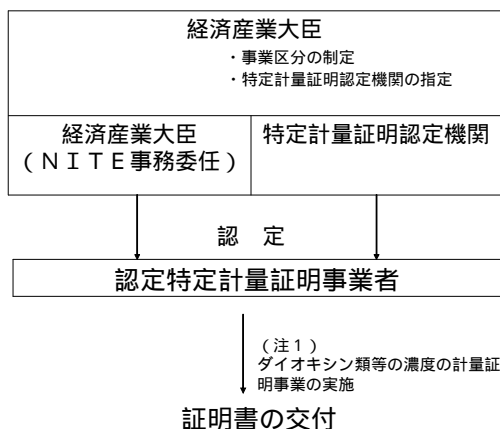 経済産業大臣
・事業区分の制定
・特定計量証明認定機関の指定
経済産業大臣
(NITE事務委任)
特定計量証明認定機関
認 定
認定特定計量証明事業者
(注1)
ダイオキシン類等の濃度の計量証
明事業の実施
証明書の交付